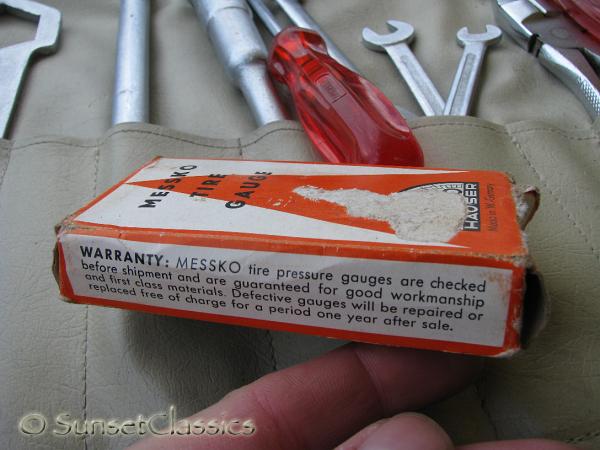 MESSKO
TIRE
GAUGE
HAUSER
Made in W.-Germany
WARRANTY: MESSKO tire pressure gauges are checked
before shipment and are guaranteed for good workmanship
and first class materials. Defective gauges will be repaired or
replaced free of charge for a period one year after sale.
© SunsetClassics